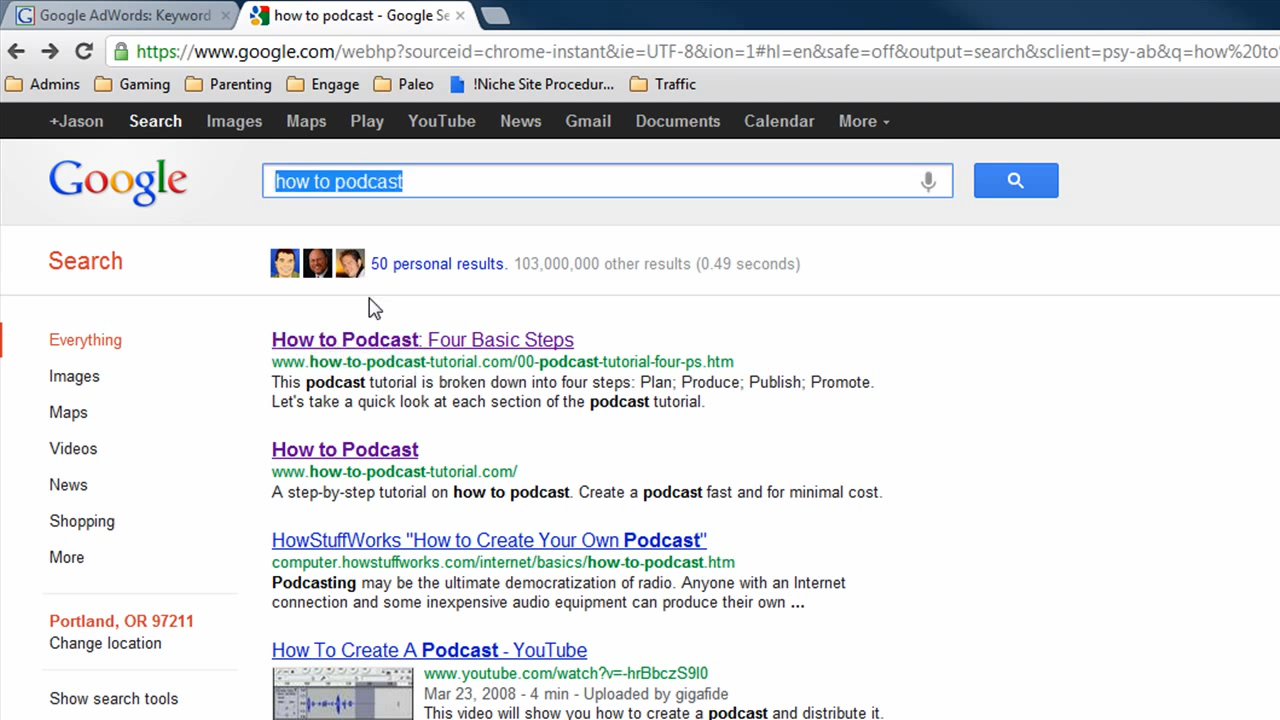 Google AdWords: Keyword
how to podcast - Google Se
https://www.google.com/webhp?sourceid=chrome-instant&ie=UTF-8&ion=1#hl=en&safe=off&output=search&sclient=psy-ab&q=how%20to
Admins Gaming Parenting Engage Paleo !Niche Site Procedur... Traffic
+Jason Search Images Maps Play YouTube News Gmail Documents Calendar More
Google
how to podcast
Search
50 personal results. 103,000,000 other results (0.49 seconds)
Everything
Images
Maps
Videos
News
Shopping
More
Portland, OR 97211
Change location
Show search tools
How to Podcast: Four Basic Steps
www.how-to-podcast-tutorial.com/00-podcast-tutorial-four-ps.htm
This podcast tutorial is broken down into four steps: Plan; Produce; Publish; Promote.
Let's take a quick look at each section of the podcast tutorial.
How to Podcast
www.how-to-podcast-tutorial.com/
A step-by-step tutorial on how to podcast. Create a podcast fast and for minimal cost.
HowStuffWorks "How to Create Your Own Podcast"
computer.howstuffworks.com/internet/basics/how-to-podcast.htm
Podcasting may be the ultimate democratization of radio. Anyone with an Internet
connection and some inexpensive audio equipment can produce their own ...
How To Create A Podcast - YouTube
www.youtube.com/watch?v=-hrBbczS9I0
Mar 23, 2008 - 4 min - Uploaded by gigafide
This video will show you how to create a podcast and distribute it.